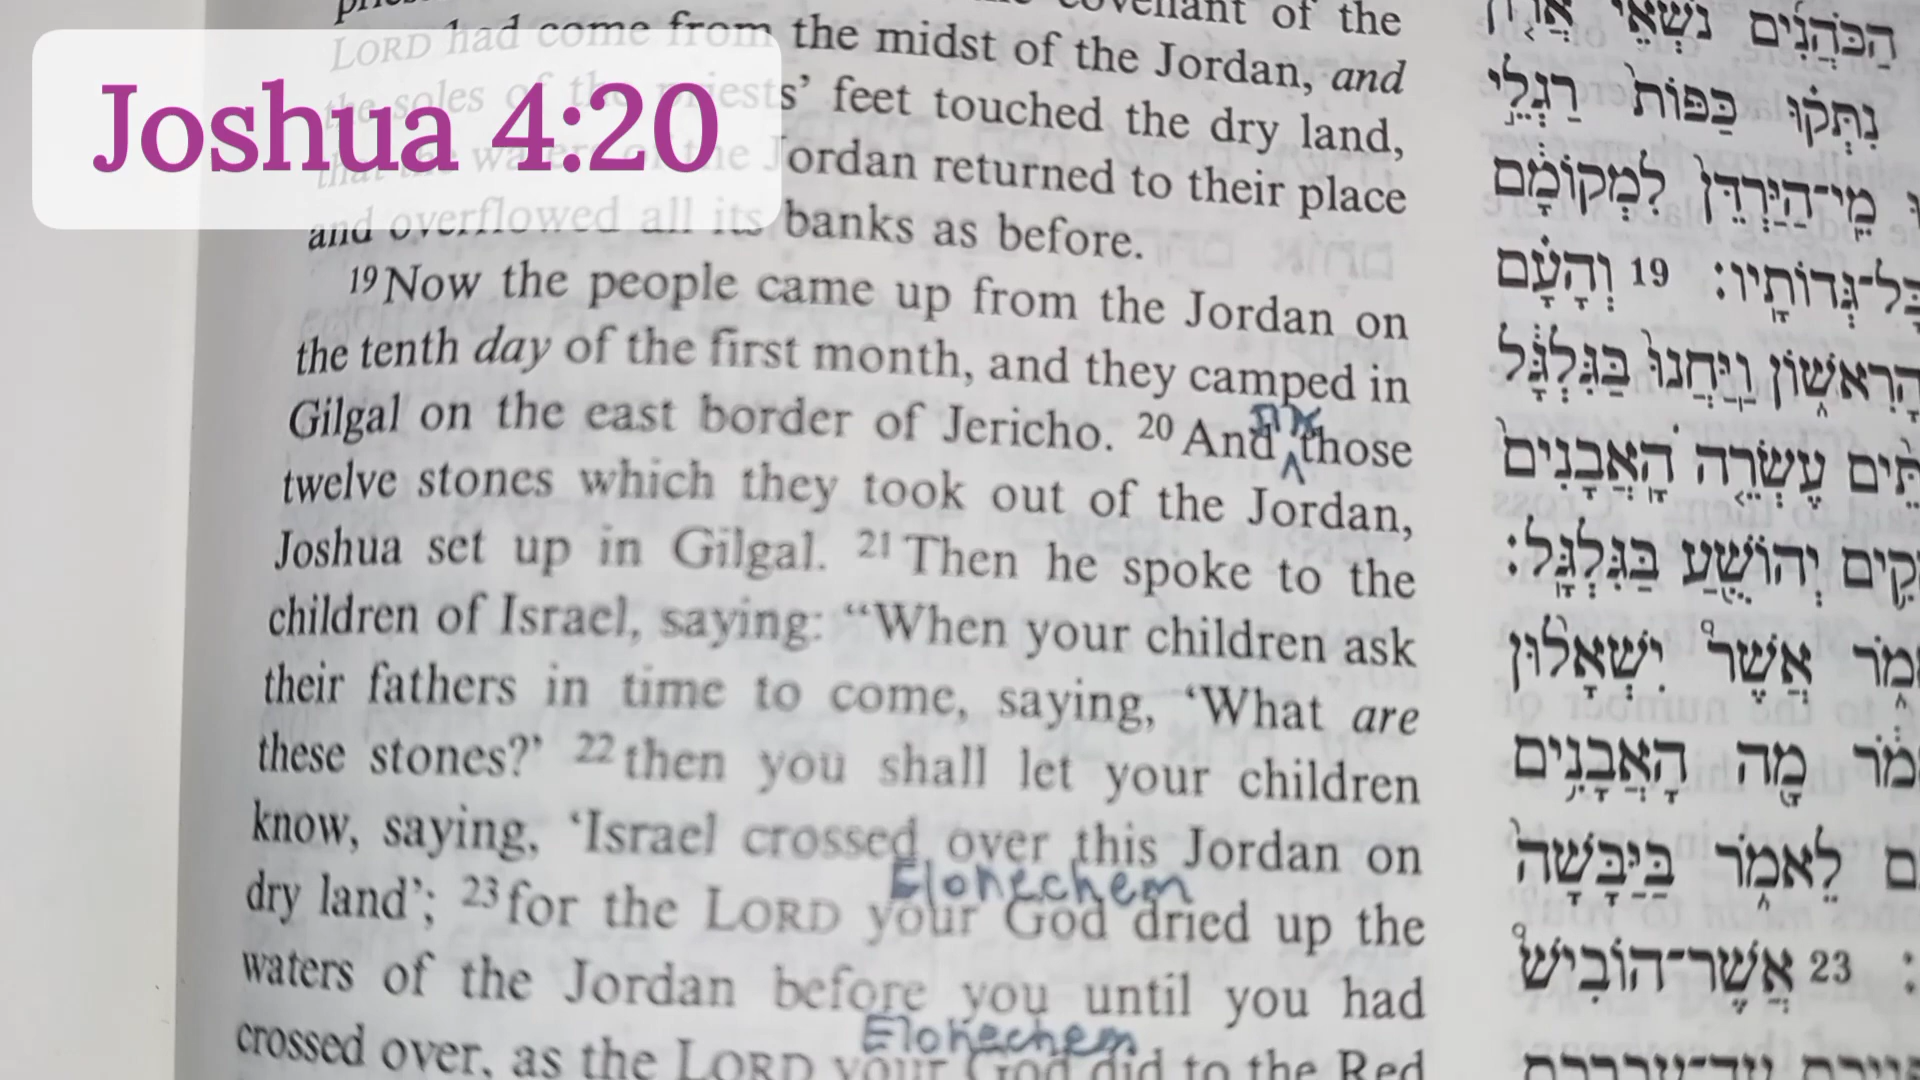 Joshua 4:20
covenant of the
LORD had come from the midst of the Jordan, and
the soles of the priests’ feet touched the dry land,
that the waters of the Jordan returned to their place
and overflowed all its banks as before.
19 Now the people came up from the Jordan on
the tenth day of the first month, and they camped in
Gilgal on the east border of Jericho. 20 And את those
twelve stones which they took out of the Jordan,
Joshua set up in Gilgal. 21 Then he spoke to the
children of Israel, saying: “When your children ask
their fathers in time to come, saying, ‘What are
these stones?’ 22 then you shall let your children
know, saying, ‘Israel crossed over this Jordan on
Elohechem
dry land’; 23 for the LORD your God dried up the
waters of the Jordan before you until you had
Elohechem
crossed over, as the LORD your God did to the Red
הַכֹּהֲנִים נֹשְׂאֵי אֲרוֹן
נִתְּקוּ כַּפּוֹת רַגְלֵי
מֵי־הַיַּרְדֵּן לִמְקוֹמָם
כָּל־גְּדוֹתָיו: 19 וְהָעָם
הָרִאשׁוֹן וַיַּחֲנוּ בַּגִּלְגָּל
עֶשְׂרֵה הָאֲבָנִים
יְהוֹשֻׁעַ בַּגִּלְגָּל:
אֲשֶׁר יִשְׁאָלוּן
מָה הָאֲבָנִים
לֵאמֹר בַּיַּבָּשָׁה
23 אֲשֶׁר־הוֹבִישׁ